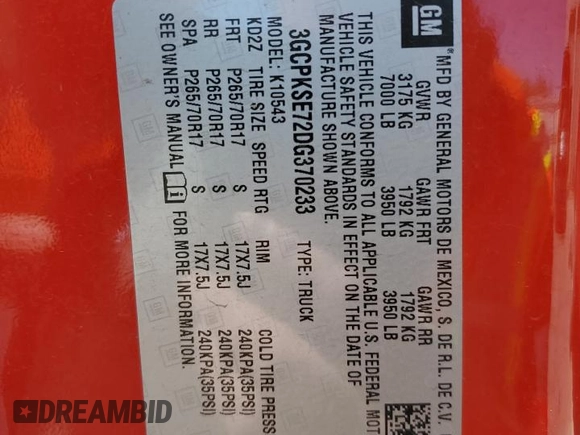 GM
®MFD BY GENERAL MOTORS DE MEXICO, S. DE R.L. DE C.V.
GVWR GAWR FRT GAWR RR
3175 KG 1792 KG 1792 KG
7000 LB 3950 LB 3950 LB
THIS VEHICLE CONFORMS TO ALL APPLICABLE U.S. FEDERAL MOT
VEHICLE SAFETY STANDARDS IN EFFECT ON THE DATE OF
MANUFACTURE SHOWN ABOVE.
3GCPKSE72DG370233 TYPE: TRUCK
MODEL: K10543
KD2Z TIRE SIZE SPEED RTG RIM COLD TIRE PRESS
FRT P265/70R17 S 17X7.5J 240KPA(35PSI)
RR P265/70R17 S 17X7.5J 240KPA(35PSI)
SPA P265/70R17 S 17X7.5J 240KPA(35PSI)
SEE OWNER'S MANUAL i FOR MORE INFORMATION.
DREAMBID